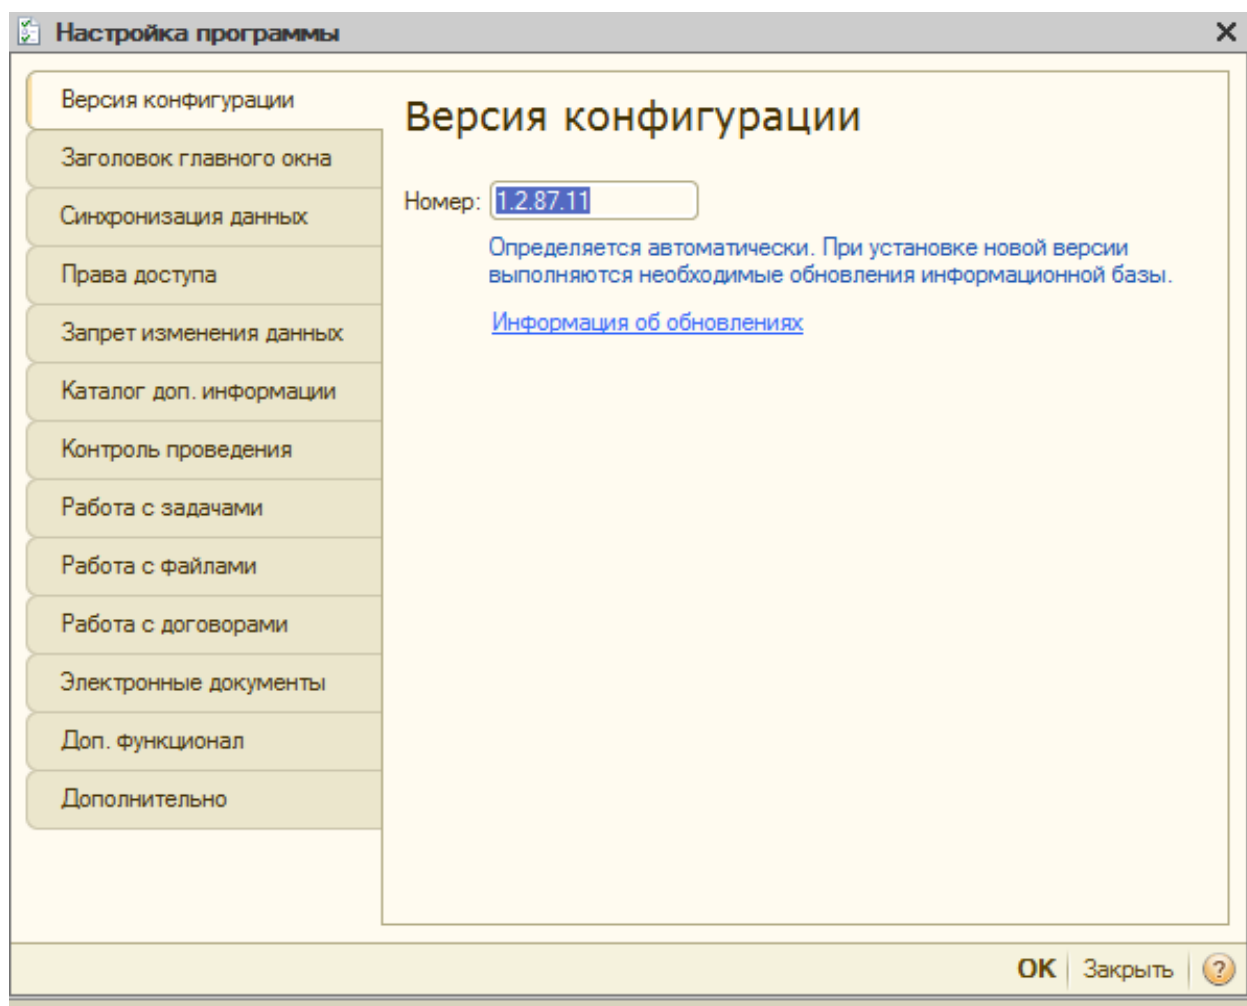 Настройка программы
Версия конфигурации
Заголовок главного окна
Синхронизация данных
Права доступа
Запрет изменения данных
Каталог доп. информации
Контроль проведения
Работа с задачами
Работа с файлами
Работа с договорами
Электронные документы
Доп. функционал
Дополнительно
Версия конфигурации
Номер: 1.2.87.11
Определяется автоматически. При установке новой версии
выполняются необходимые обновления информационной базы.
Информация об обновлениях
OK Закрыть ?